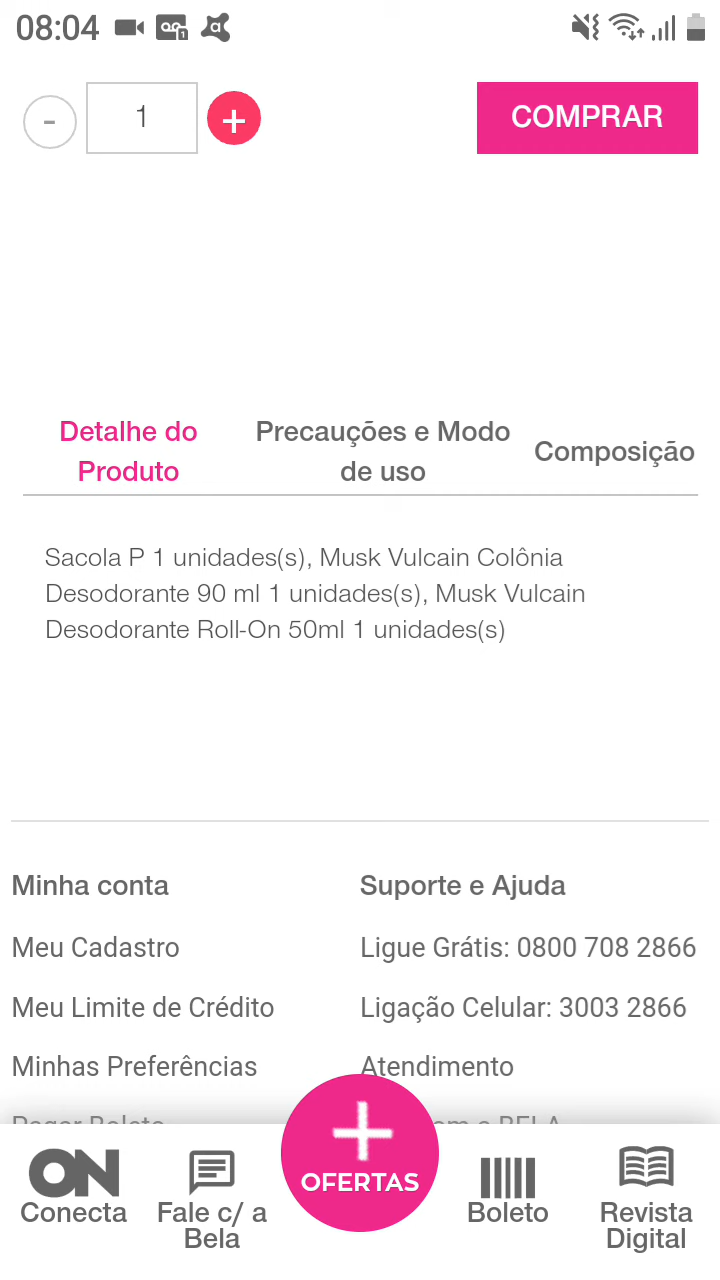 08:04
- 1 + COMPRAR
Detalhe do Produto
Precauções e Modo de uso
Composição
Sacola P 1 unidades(s), Musk Vulcain Colônia
Desodorante 90 ml 1 unidades(s), Musk Vulcain
Desodorante Roll-On 50ml 1 unidades(s)
Minha conta
Meu Cadastro
Meu Limite de Crédito
Minhas Preferências
Pagar Boleto
Suporte e Ajuda
Ligue Grátis: 0800 708 2866
Ligação Celular: 3003 2866
Atendimento
BELA
ON
Conecta
Fale c/ a
Bela
OFERTAS
Boleto
Revista
Digital